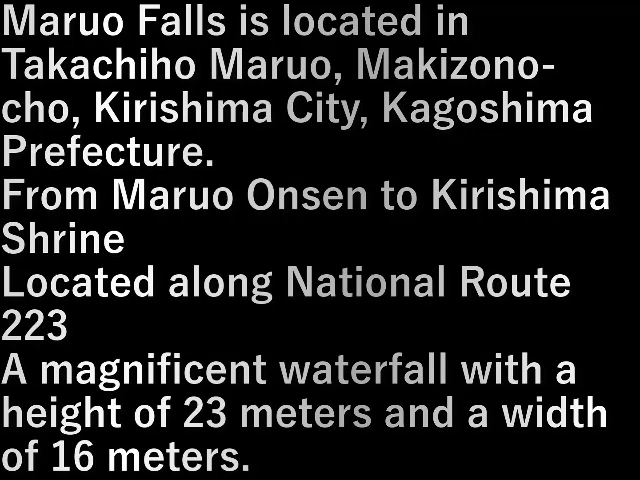 Maruo Falls is located in
Takachiho Maruo, Makizono-
cho, Kirishima City, Kagoshima
Prefecture.
From Maruo Onsen to Kirishima
Shrine
Located along National Route
223
A magnificent waterfall with a
height of 23 meters and a width
of 16 meters.